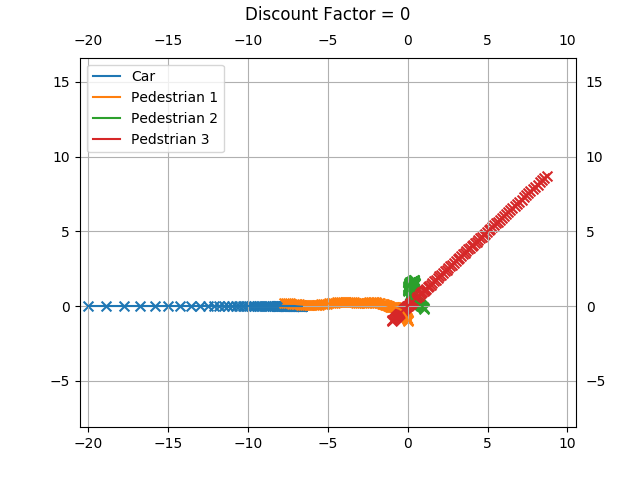 Discount Factor = 0
−20 −15 −10 −5 0 5 10
Car
Pedestrian 1
Pedestrian 2
Pedstrian 3
15 15
10 10
5 5
0 0
−5 −5
−20 −15 −10 −5 0 5 10